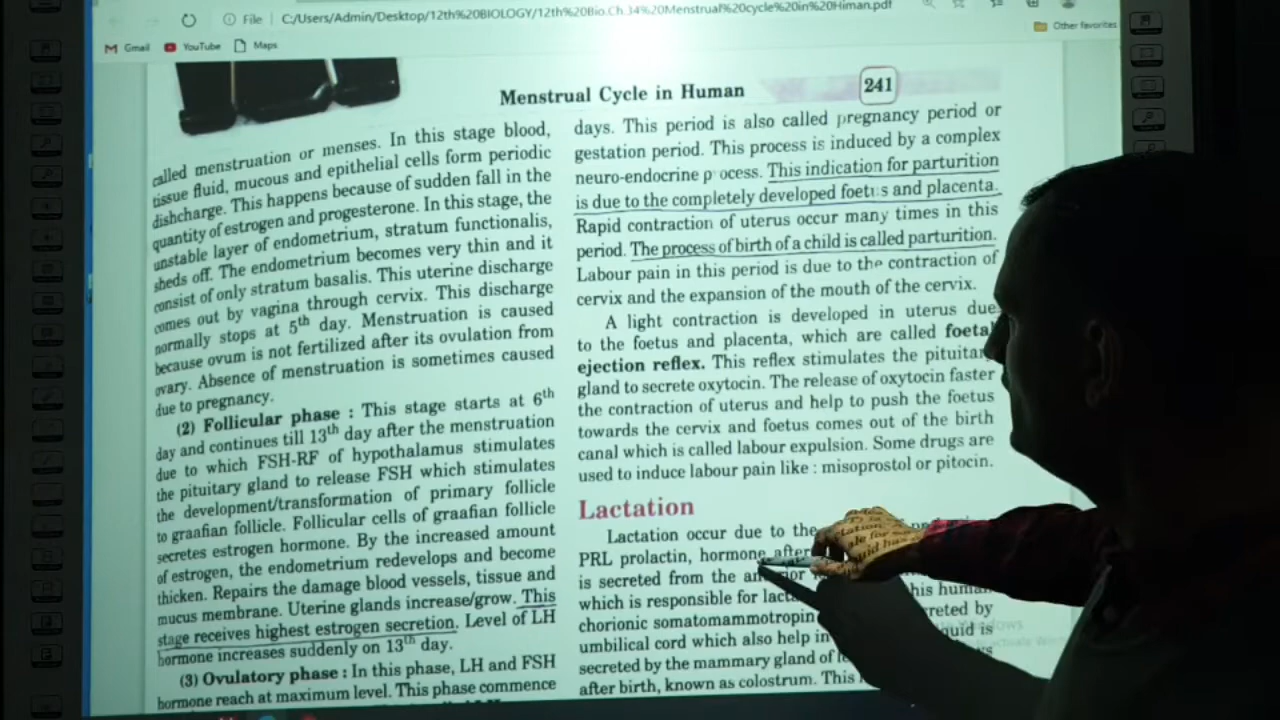 File
C:/Users/Admin/Desktop/12th%20BIOLOGY/12th%20Bio.Ch.34%20Menstrual%20cycle%20in%20Himan.pdf
Gmail YouTube Maps
Other favorites
Menstrual Cycle in Human
241
called menstruation or menses. In this stage blood,
tissue fluid, mucous and epithelial cells form periodic
dishcharge. This happens because of sudden fall in the
quantity of estrogen and progesterone. In this stage, the
unstable layer of endometrium, stratum functionalis,
sheds off. The endometrium becomes very thin and it
consist of only stratum basalis. This uterine discharge
comes out by vagina through cervix. This discharge
normally stops at 5th day. Menstruation is caused
because ovum is not fertilized after its ovulation from
ovary. Absence of menstruation is sometimes caused
due to pregnancy.
(2) Follicular phase : This stage starts at 6th
day and continues till 13th day after the menstruation
due to which FSH-RF of hypothalamus stimulates
the pituitary gland to release FSH which stimulates
the development/transformation of primary follicle
to graafian follicle. Follicular cells of graafian follicle
secretes estrogen hormone. By the increased amount
of estrogen, the endometrium redevelops and become
thicken. Repairs the damage blood vessels, tissue and
mucus membrane. Uterine glands increase/grow. This
stage receives highest estrogen secretion. Level of LH
hormone increases suddenly on 13th day.
(3) Ovulatory phase : In this phase, LH and FSH
hormone reach at maximum level. This phase commence
days. This period is also called pregnancy period or
gestation period. This process is induced by a complex
neuro-endocrine process. This indication for parturition
is due to the completely developed foetus and placenta.
Rapid contraction of uterus occur many times in this
period. The process of birth of a child is called parturition.
Labour pain in this period is due to the contraction of
cervix and the expansion of the mouth of the cervix.
A light contraction is developed in uterus due
to the foetus and placenta, which are called foetal
ejection reflex. This reflex stimulates the pituitary
gland to secrete oxytocin. The release of oxytocin faster
the contraction of uterus and help to push the foetus
towards the cervix and foetus comes out of the birth
canal which is called labour expulsion. Some drugs are
used to induce labour pain like : misoprostol or pitocin.
Lactation
Lactation occur due to the
PRL prolactin, hormone after
is secreted from the
which is responsible for his human
chorionic somatomammotropin
umbilical cord which also help in
secreted by the mammary gland of
after birth, known as colostrum. This